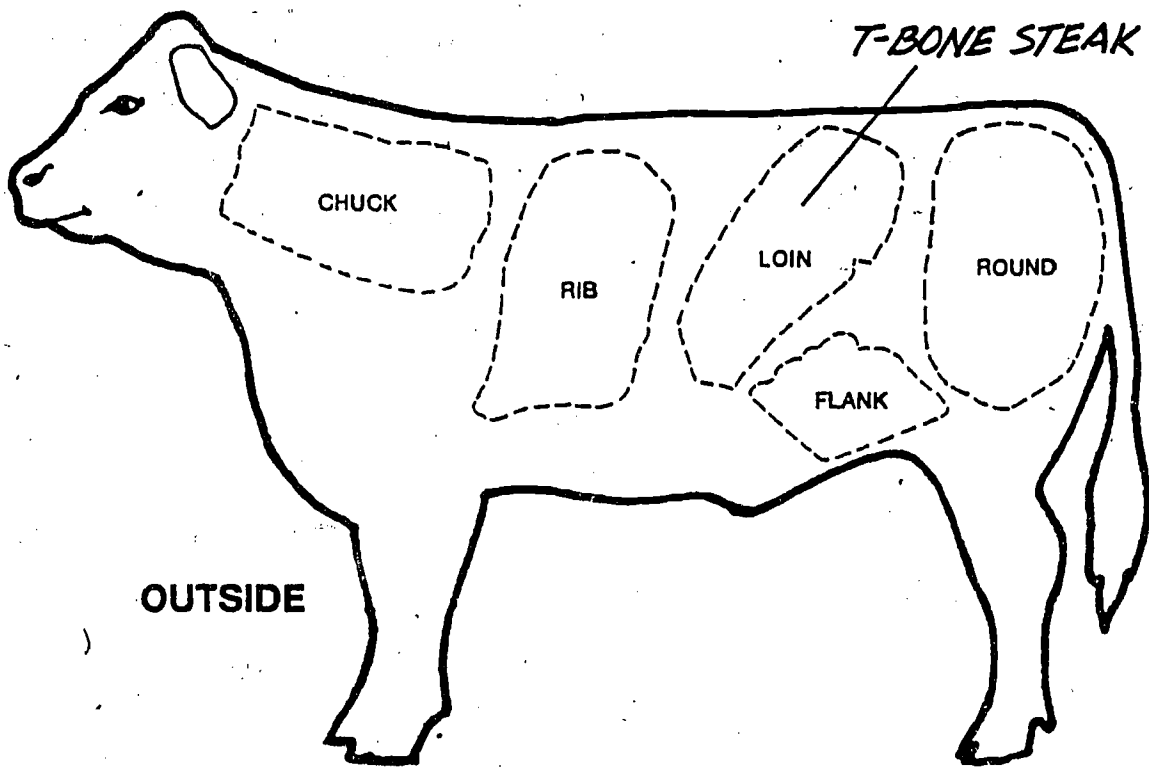 T-BONE STEAK
CHUCK
RIB
LOIN
ROUND
FLANK
OUTSIDE